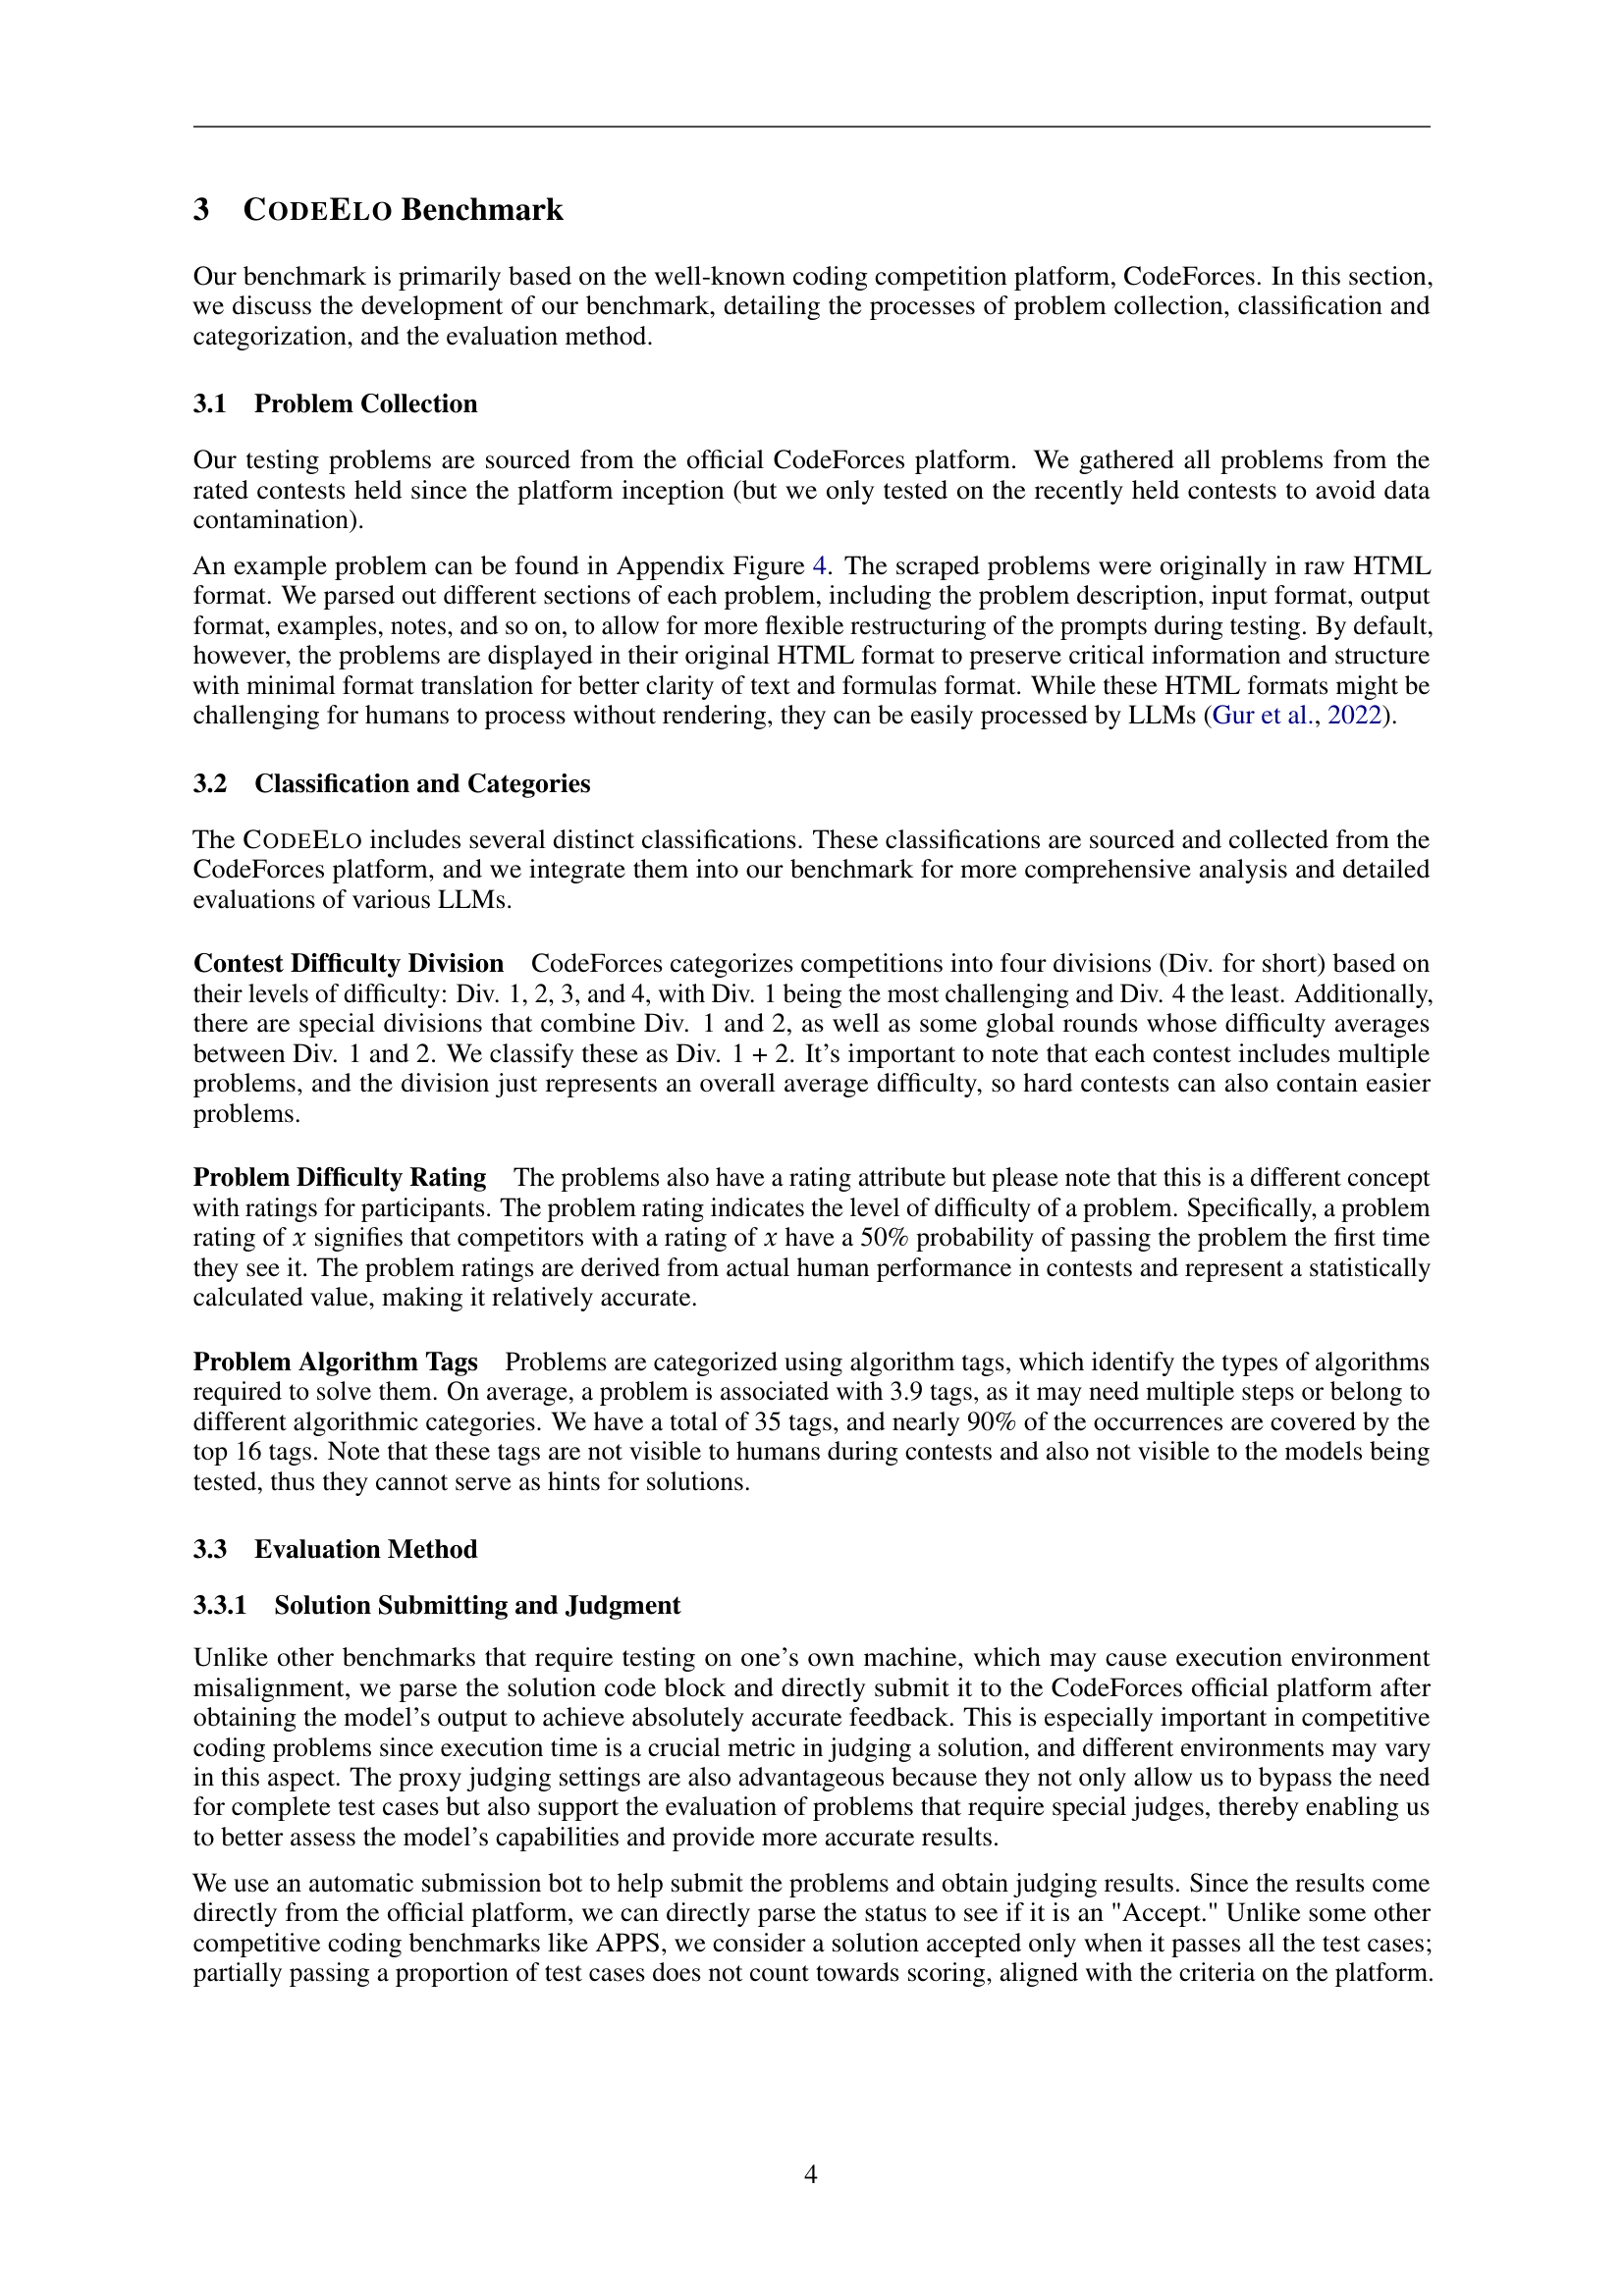 3 CODEELO Benchmark
Our benchmark is primarily based on the well-known coding competition platform, CodeForces. In this section,
we discuss the development of our benchmark, detailing the processes of problem collection, classification and
categorization, and the evaluation method.
3.1 Problem Collection
Our testing problems are sourced from the official CodeForces platform. We gathered all problems from the
rated contests held since the platform inception (but we only tested on the recently held contests to avoid data
contamination).
An example problem can be found in Appendix Figure 4. The scraped problems were originally in raw HTML
format. We parsed out different sections of each problem, including the problem description, input format, output
format, examples, notes, and so on, to allow for more flexible restructuring of the prompts during testing. By default,
however, the problems are displayed in their original HTML format to preserve critical information and structure
with minimal format translation for better clarity of text and formulas format. While these HTML formats might be
challenging for humans to process without rendering, they can be easily processed by LLMs (Gur et al., 2022).
3.2 Classification and Categories
The CODEELO includes several distinct classifications. These classifications are sourced and collected from the
CodeForces platform, and we integrate them into our benchmark for more comprehensive analysis and detailed
evaluations of various LLMs.
Contest Difficulty Division CodeForces categorizes competitions into four divisions (Div. for short) based on
their levels of difficulty: Div. 1, 2, 3, and 4, with Div. 1 being the most challenging and Div. 4 the least. Additionally,
there are special divisions that combine Div. 1 and 2, as well as some global rounds whose difficulty averages
between Div. 1 and 2. We classify these as Div. 1 + 2. It's important to note that each contest includes multiple
problems, and the division just represents an overall average difficulty, so hard contests can also contain easier
problems.
Problem Difficulty Rating The problems also have a rating attribute but please note that this is a different concept
with ratings for participants. The problem rating indicates the level of difficulty of a problem. Specifically, a problem
rating of x signifies that competitors with a rating of x have a 50% probability of passing the problem the first time
they see it. The problem ratings are derived from actual human performance in contests and represent a statistically
calculated value, making it relatively accurate.
Problem Algorithm Tags Problems are categorized using algorithm tags, which identify the types of algorithms
required to solve them. On average, a problem is associated with 3.9 tags, as it may need multiple steps or belong to
different algorithmic categories. We have a total of 35 tags, and nearly 90% of the occurrences are covered by the
top 16 tags. Note that these tags are not visible to humans during contests and also not visible to the models being
tested, thus they cannot serve as hints for solutions.
3.3 Evaluation Method
3.3.1 Solution Submitting and Judgment
Unlike other benchmarks that require testing on one's own machine, which may cause execution environment
misalignment, we parse the solution code block and directly submit it to the CodeForces official platform after
obtaining the model's output to achieve absolutely accurate feedback. This is especially important in competitive
coding problems since execution time is a crucial metric in judging a solution, and different environments may vary
in this aspect. The proxy judging settings are also advantageous because they not only allow us to bypass the need
for complete test cases but also support the evaluation of problems that require special judges, thereby enabling us
to better assess the model's capabilities and provide more accurate results.
We use an automatic submission bot to help submit the problems and obtain judging results. Since the results come
directly from the official platform, we can directly parse the status to see if it is an "Accept." Unlike some other
competitive coding benchmarks like APPS, we consider a solution accepted only when it passes all the test cases;
partially passing a proportion of test cases does not count towards scoring, aligned with the criteria on the platform.
4